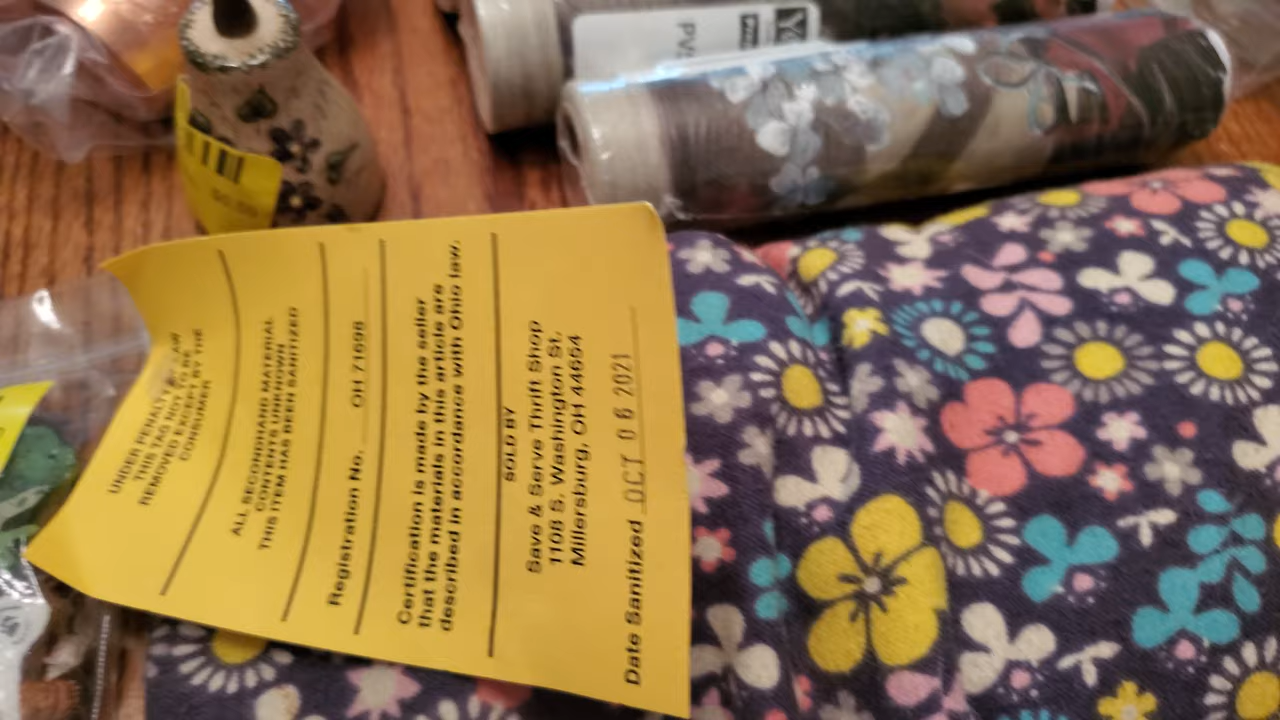 UNDER PENALTY OF LAW
THIS TAG NOT TO BE
REMOVED EXCEPT BY THE
CONSUMER
ALL SECONDHAND MATERIAL
CONTENTS UNKNOWN
THIS ITEM HAS BEEN SANITIZED
Registration No. OH 71698
Certification is made by the seller
that the materials in this article are
described in accordance with Ohio law.
SOLD BY
Save & Serve Thrift Shop
1108 S. Washington St.
Millersburg, OH 44654
Date Sanitized OCT 06 2021